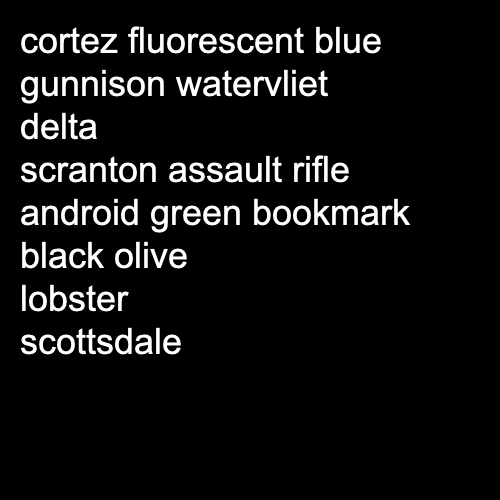 cortez fluorescent blue
gunnison watervliet
delta
scranton assault rifle
android green bookmark
black olive
lobster
scottsdale